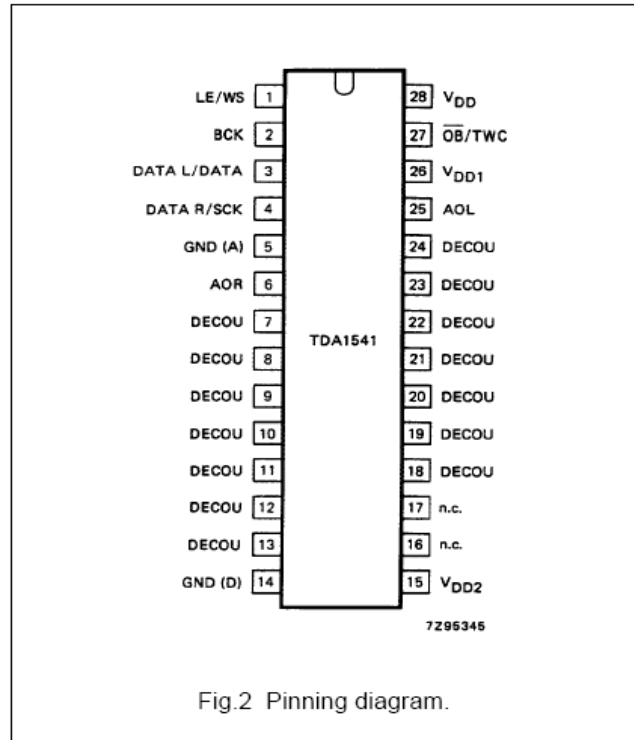 LE/WS 1 28 VDD
BCK 2 27 OB/TWC
DATA L/DATA 3 26 VDD1
DATA R/SCK 4 25 AOL
GND (A) 5 24 DECOU
AOR 6 23 DECOU
DECOU 7 22 DECOU
TDA1541
DECOU 8 21 DECOU
DECOU 9 20 DECOU
DECOU 10 19 DECOU
DECOU 11 18 DECOU
DECOU 12 17 n.c.
DECOU 13 16 n.c.
GND (D) 14 15 VDD2
7Z95345
Fig.2 Pinning diagram.